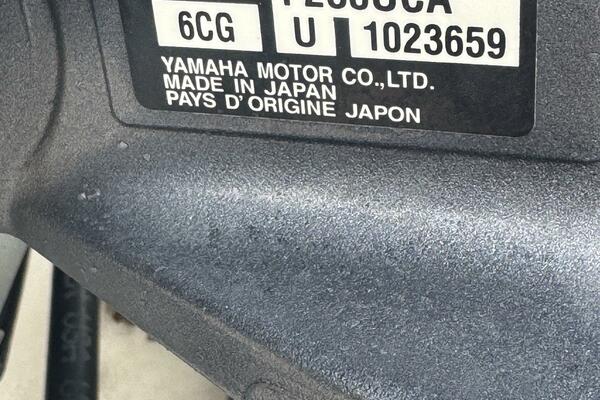 6CG U 1023659
YAMAHA MOTOR CO.,LTD.
MADE IN JAPAN
PAYS D'ORIGINE JAPON